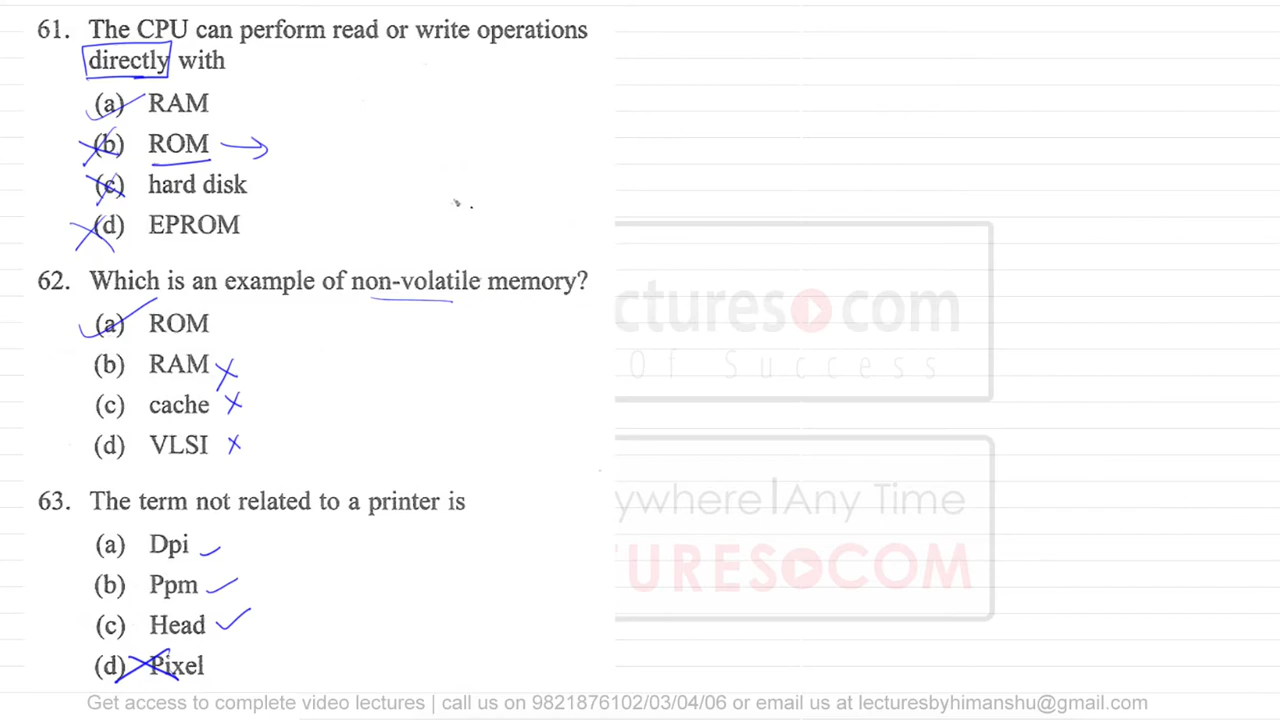 61. The CPU can perform read or write operations
directly with
(a) RAM
(b) ROM
(c) hard disk
(d) EPROM
62. Which is an example of non-volatile memory?
(a) ROM
(b) RAM
(c) cache
(d) VLSI
63. The term not related to a printer is
(a) Dpi
(b) Ppm
(c) Head
(d) Pixel
ctures.com
Of Success
ywhere | Any Time
TURES.COM
Get access to complete video lectures | call us on 9821876102/03/04/06 or email us at lecturesbyhimanshu@gmail.com